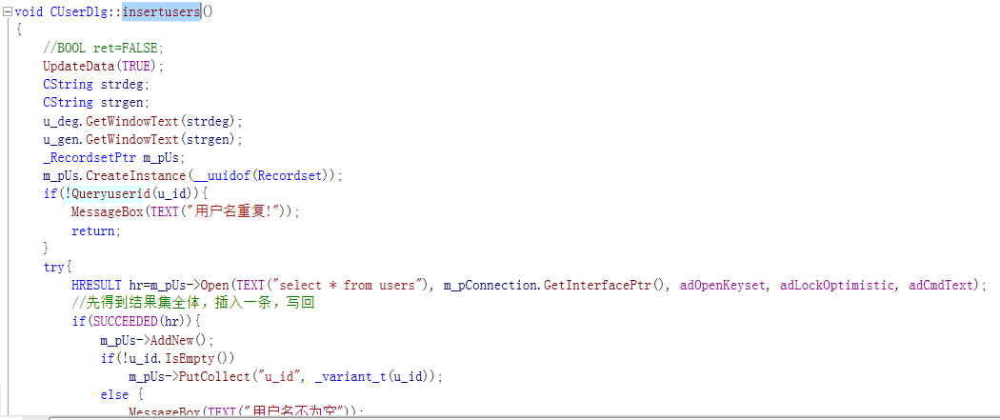 void CUserDlg::insertusers()
{
//BOOL ret=FALSE;
UpdateData(TRUE);
CString strdeg;
CString strgen;
u_deg.GetWindowText(strdeg);
u_gen.GetWindowText(strgen);
_RecordsetPtr m_pUs;
m_pUs.CreateInstance(__uuidof(Recordset));
if(!Queryuserid(u_id)){
MessageBox(TEXT("用户名重复!"));
return;
}
try{
HRESULT hr=m_pUs->Open(TEXT("select * from users"), m_pConnection.GetInterfacePtr(), adOpenKeyset, adLockOptimistic, adCmdText);
//先得到结果集全体，插入一条，写回
if(SUCCEEDED(hr)){
m_pUs->AddNew();
if(!u_id.IsEmpty())
m_pUs->PutCollect("u_id", _variant_t(u_id));
else {
MessageBox(TEXT("用户名不为空"));